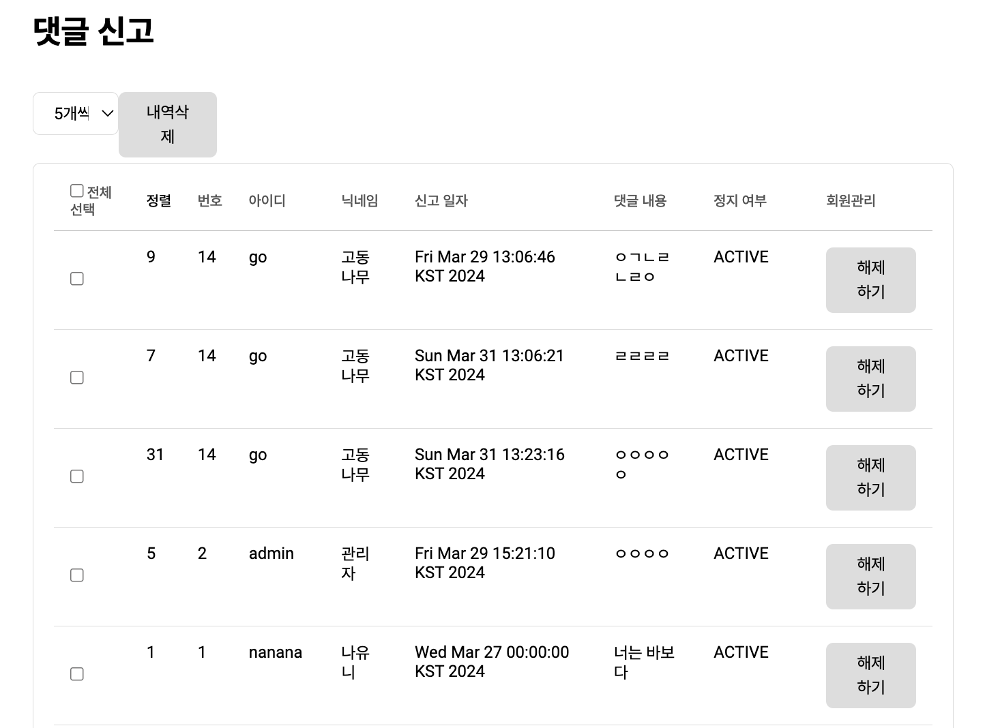 댓글 신고
5개씩
내역삭
제
전체
선택
정렬 번호 아이디 닉네임 신고 일자 댓글 내용 정지 여부 회원관리
9 14 go 고동 Fri Mar 29 13:06:46 ㅇㄱㄴㄹ ACTIVE 해제
나무 KST 2024 ㄴㄹㅇ 하기
7 14 go 고동 Sun Mar 31 13:06:21 ㄹㄹㄹㄹ ACTIVE 해제
나무 KST 2024 하기
31 14 go 고동 Sun Mar 31 13:23:16 ㅇㅇㅇㅇ ACTIVE 해제
나무 KST 2024 ㅇ 하기
5 2 admin 관리 Fri Mar 29 15:21:10 ㅇㅇㅇㅇ ACTIVE 해제
자 KST 2024 하기
1 1 nanana 나유 Wed Mar 27 00:00:00 너는 바보 ACTIVE 해제
니 KST 2024 다 하기